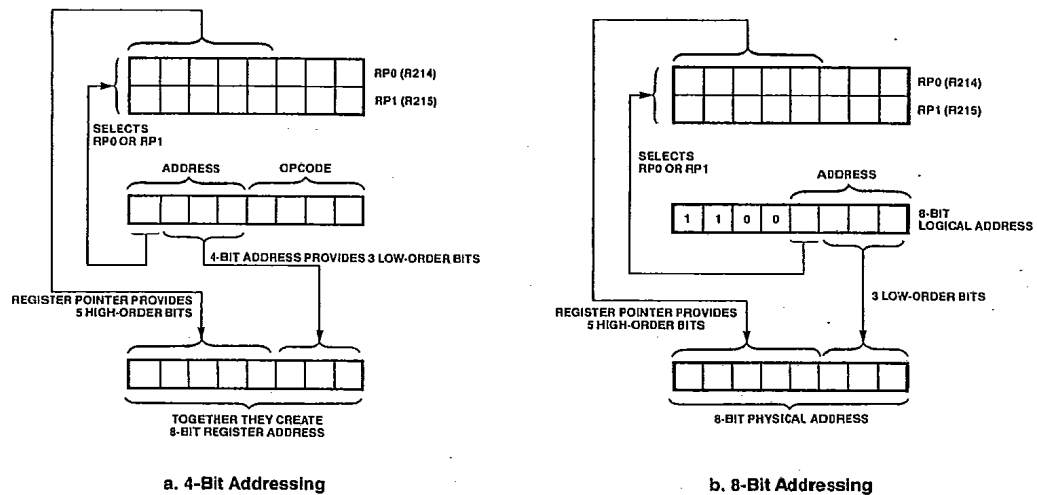 RP0 (R214)
RP1 (R215)
SELECTS
RP0 OR RP1
ADDRESS
OPCODE
4-BIT ADDRESS PROVIDES 3 LOW-ORDER BITS
REGISTER POINTER PROVIDES
5 HIGH-ORDER BITS
TOGETHER THEY CREATE
8-BIT REGISTER ADDRESS
a. 4-Bit Addressing
RP0 (R214)
RP1 (R215)
SELECTS
RP0 OR RP1
ADDRESS
1 1 0 0
8-BIT
LOGICAL ADDRESS
3 LOW-ORDER BITS
REGISTER POINTER PROVIDES
5 HIGH-ORDER BITS
8-BIT PHYSICAL ADDRESS
b. 8-Bit Addressing